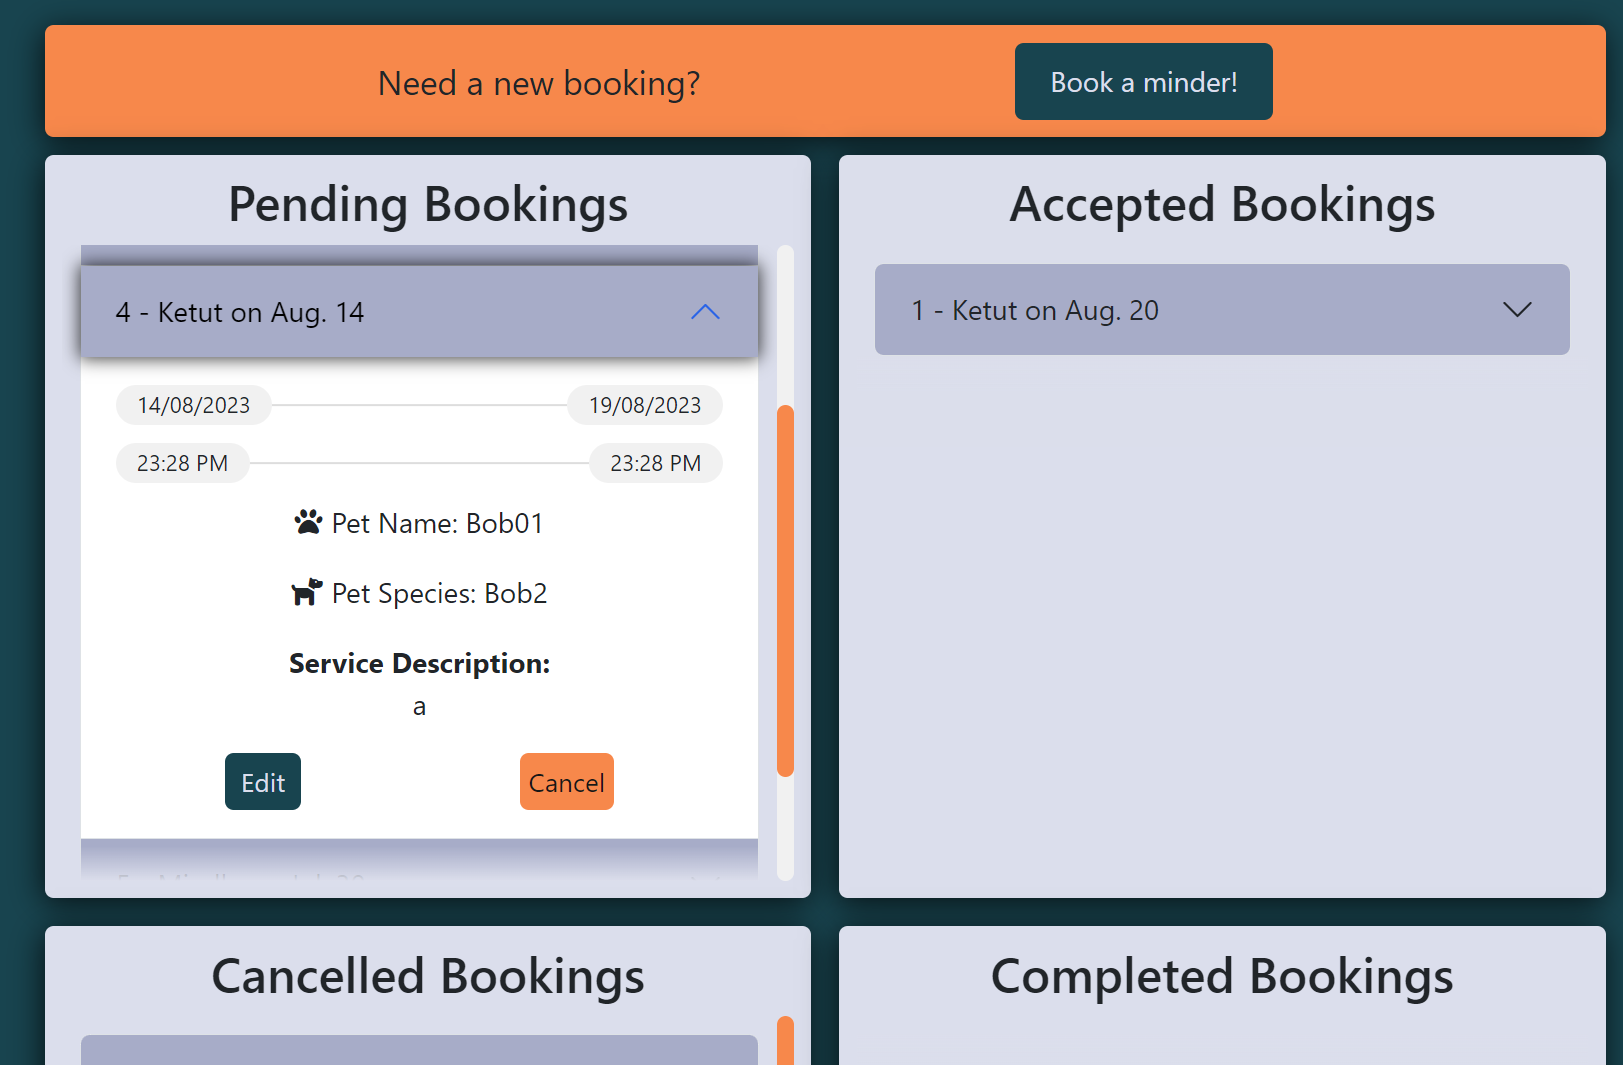 Need a new booking?
Book a minder!
Pending Bookings
4 - Ketut on Aug. 14
14/08/2023
19/08/2023
23:28 PM
23:28 PM
Pet Name: Bob01
Pet Species: Bob2
Service Description:
a
Edit
Cancel
Accepted Bookings
1 - Ketut on Aug. 20
Cancelled Bookings
Completed Bookings